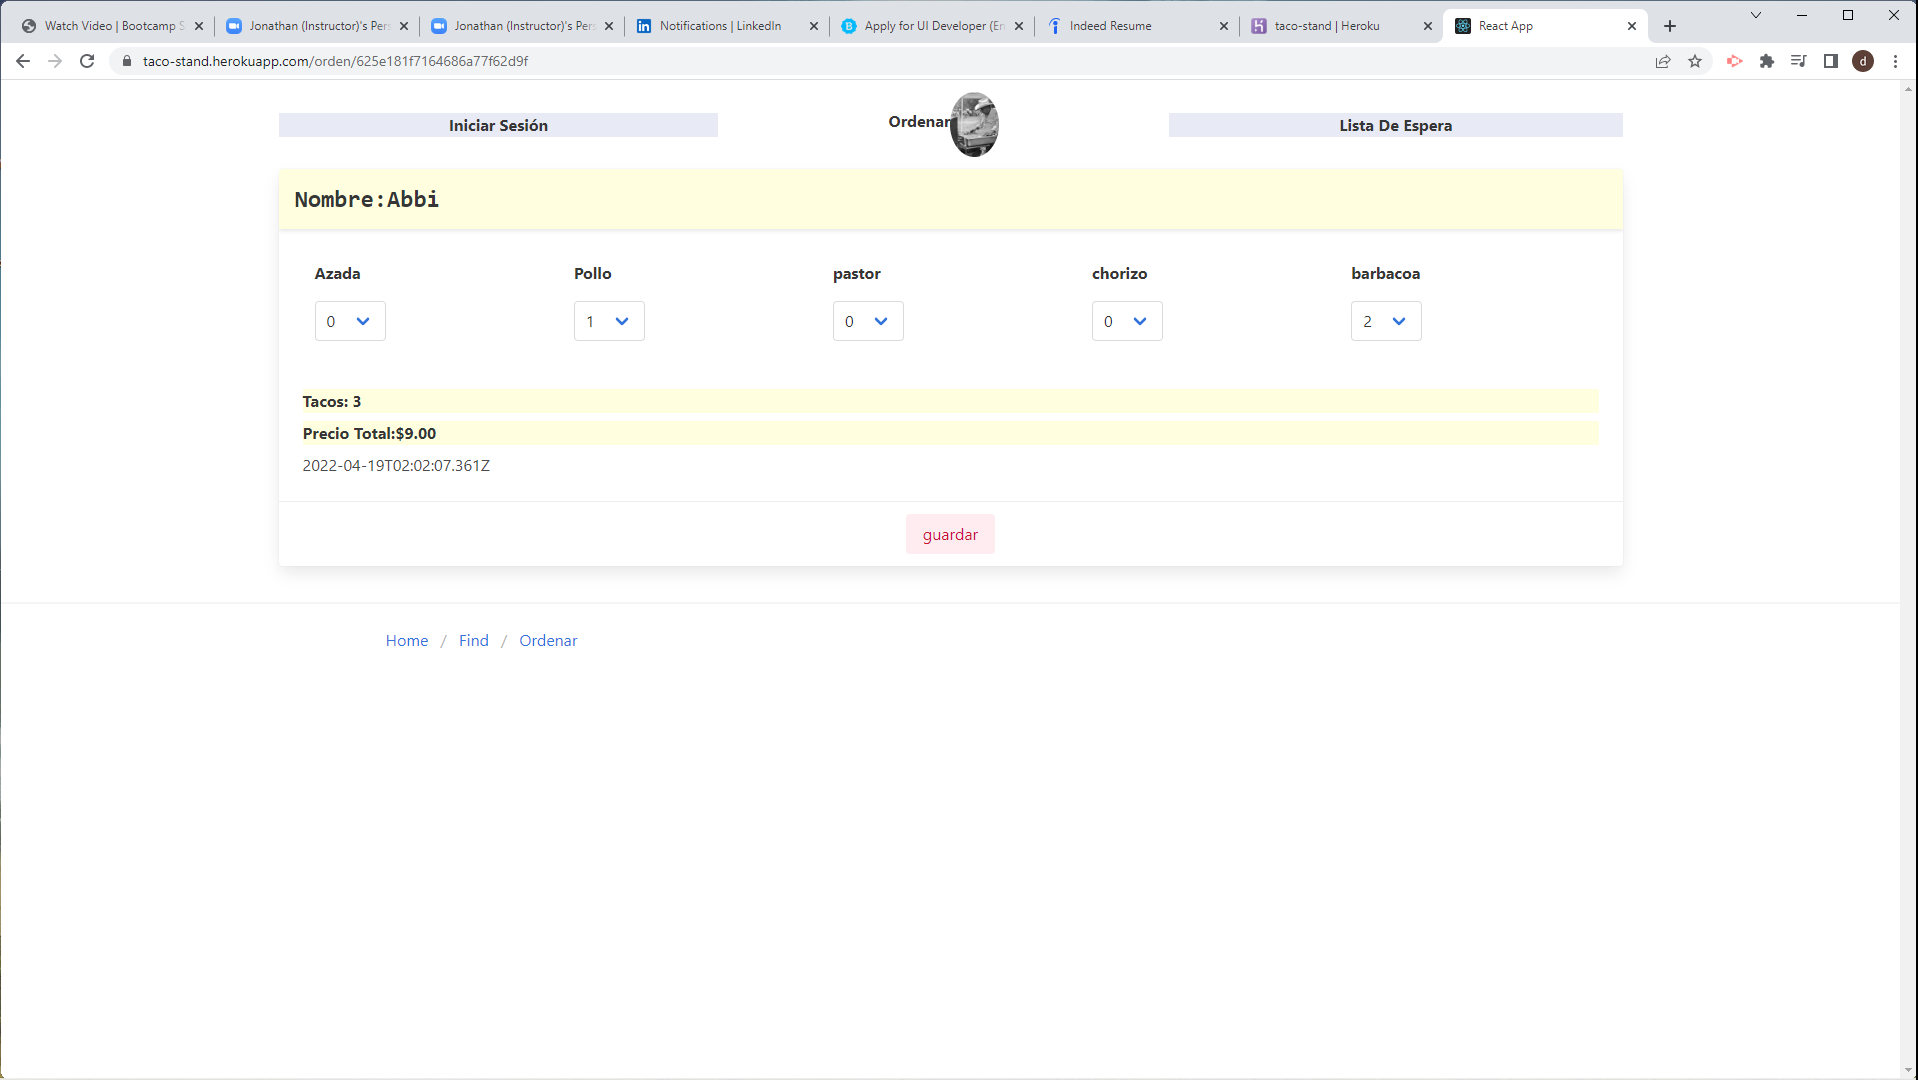 Watch Video | Bootcamp S
Jonathan (Instructor)'s Pers
Jonathan (Instructor)'s Pers
Notifications | LinkedIn
Apply for UI Developer (En
Indeed Resume
taco-stand | Heroku
React App
taco-stand.herokuapp.com/orden/625e181f7164686a77f62d9f
d
Iniciar Sesión
Ordenar
Lista De Espera
Nombre:Abbi
Azada Pollo pastor chorizo barbacoa
0 1 0 0 2
Tacos: 3
Precio Total:$9.00
2022-04-19T02:02:07.361Z
guardar
Home / Find / Ordenar